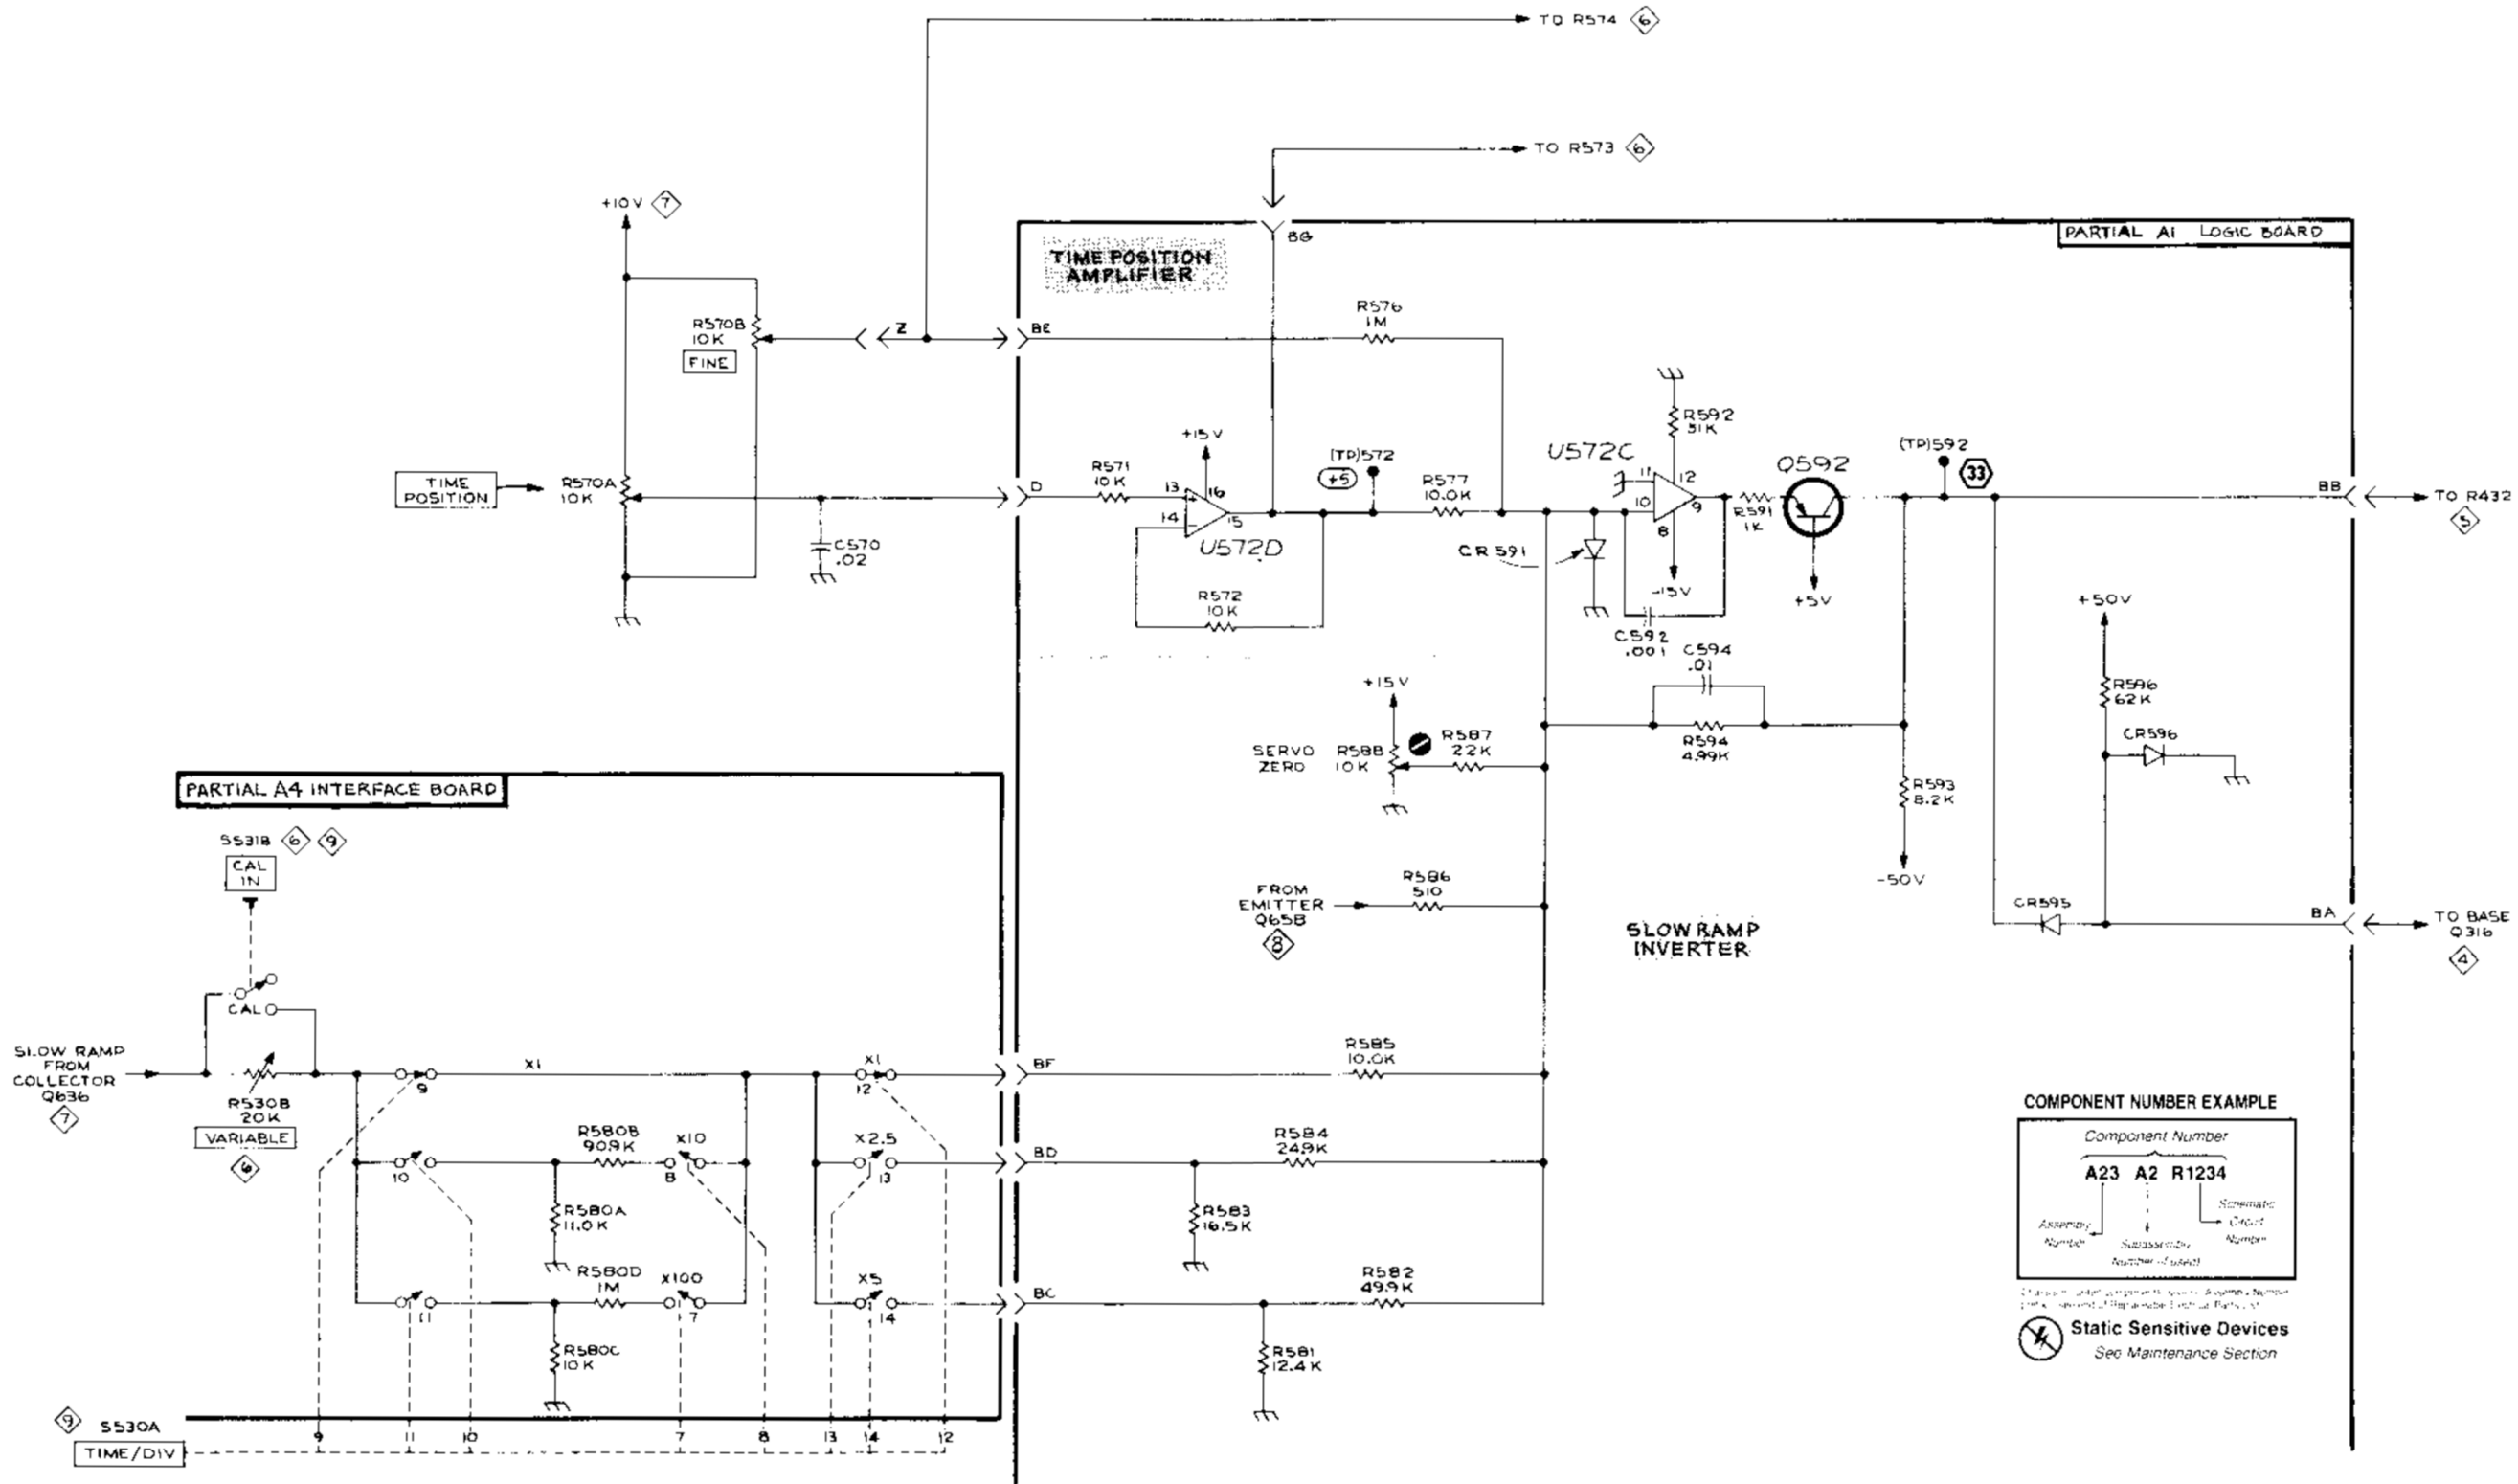 TO R574 6
TO R573 6
+10V 7
BG
PARTIAL A1 LOGIC BOARD
TIME POSITION
AMPLIFIER
R570B
10K
FINE
Z
BE
R576
1M
TIME
POSITION
R570A
10K
C570
.02
D
R571
10K
+15V
13
+
16
14
-
15
U572D
R572
10K
(TP)572
+5
R577
10.0K
R592
51K
U572C
11
12
10
9
8
-15V
CR591
C592
.001
R591
1K
Q592
+5V
(TP)592
33
BB
TO R432
5
C594
.01
R594
4.99K
+15V
SERVO
ZERO
R588
10K
R587
22K
+50V
R596
62K
CR596
R593
8.2K
-50V
CR595
BA
TO BASE
Q316
4
FROM
EMITTER
Q658
8
R586
510
SLOW RAMP
INVERTER
PARTIAL A4 INTERFACE BOARD
S531B 6 9
CAL
IN
CAL
SLOW RAMP
FROM
COLLECTOR
Q636
7
R530B
20K
VARIABLE
6
9
X1
X1
12
BF
R585
10.0K
10
R580B
90.9K
X10
8
X2.5
13
BD
R584
24.9K
R580A
11.0K
R583
16.5K
11
R580D
1M
X100
7
X5
14
BC
R582
49.9K
R580C
10K
R581
12.4K
9
S530A
TIME/DIV
9
11
10
7
8
13
14
12
COMPONENT NUMBER EXAMPLE
Component Number
A23 A2 R1234
Assembly
Number
Subassembly
Number (if used)
Schematic
Circuit
Number
Static Sensitive Devices
See Maintenance Section